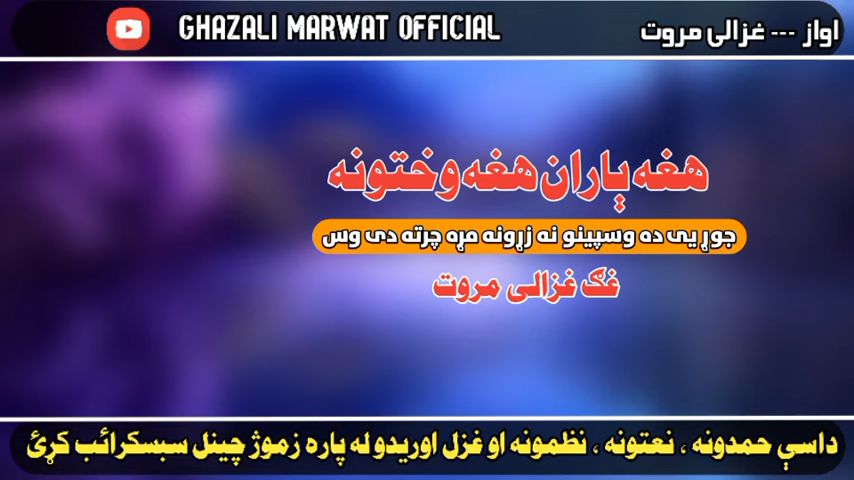 GHAZALI MARWAT OFFICIAL
اواز --- غزالی مروت
هغه یاران هغه وختونه
جوړ یې ده وسپینو نه زړونه مړه چرته دی وس
غګ غزالی مروت
داسې حمدونه ، نعتونه ، نظمونه او غزل اوریدو له پاره زموژ چینل سبسکرائب کړئ